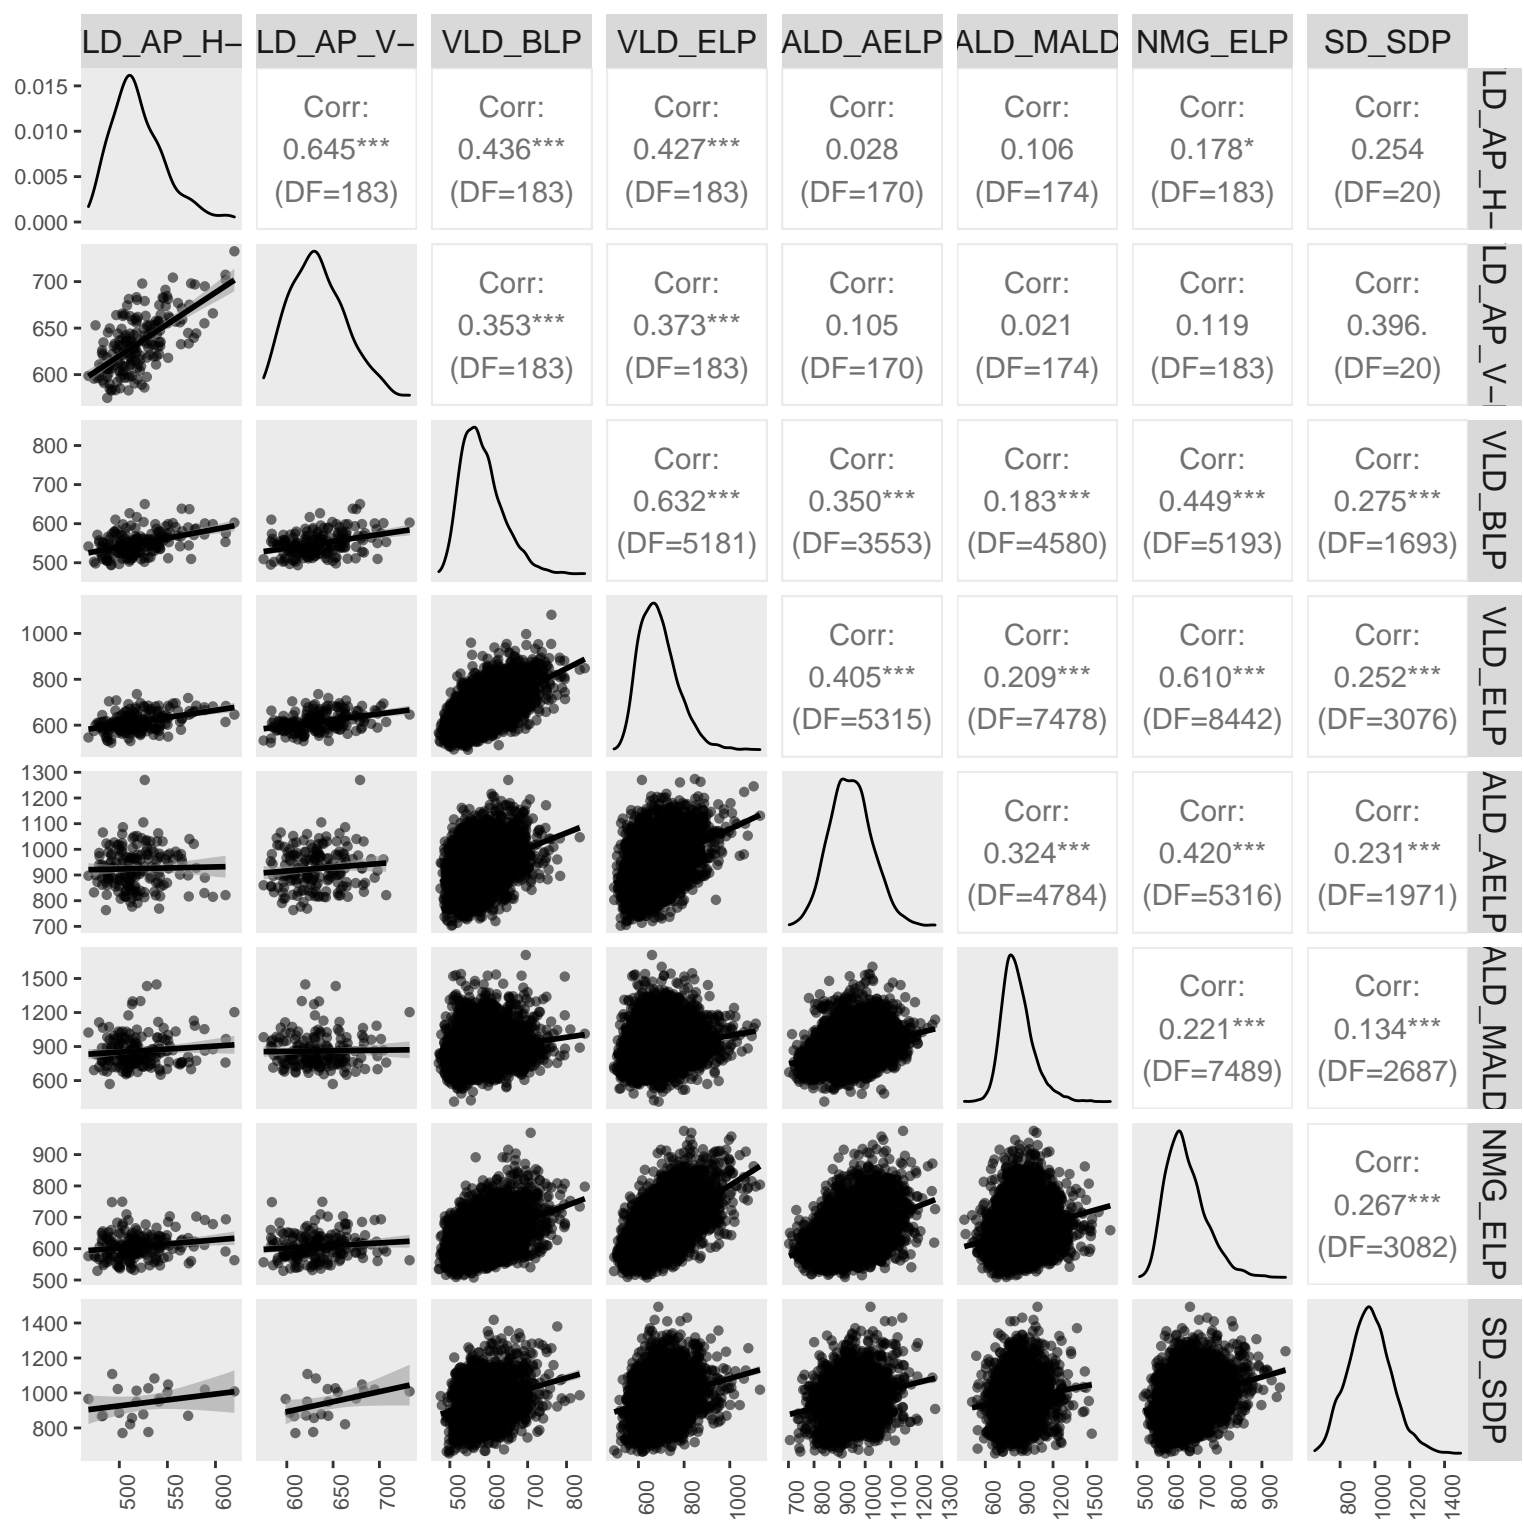 LD_AP_H– LD_AP_V– VLD_BLP VLD_ELP ALD_AELP ALD_MALD NMG_ELP SD_SDP
0.015
0.010
0.005
0.000
Corr:
0.645***
(DF=183)
Corr:
0.436***
(DF=183)
Corr:
0.427***
(DF=183)
Corr:
0.028
(DF=170)
Corr:
0.106
(DF=174)
Corr:
0.178*
(DF=183)
Corr:
0.254
(DF=20)
LD_AP_H–
700
650
600
Corr:
0.353***
(DF=183)
Corr:
0.373***
(DF=183)
Corr:
0.105
(DF=170)
Corr:
0.021
(DF=174)
Corr:
0.119
(DF=183)
Corr:
0.396.
(DF=20)
LD_AP_V–
800
700
600
500
Corr:
0.632***
(DF=5181)
Corr:
0.350***
(DF=3553)
Corr:
0.183***
(DF=4580)
Corr:
0.449***
(DF=5193)
Corr:
0.275***
(DF=1693)
VLD_BLP
1000
800
600
Corr:
0.405***
(DF=5315)
Corr:
0.209***
(DF=7478)
Corr:
0.610***
(DF=8442)
Corr:
0.252***
(DF=3076)
VLD_ELP
1300
1200
1100
1000
900
800
700
Corr:
0.324***
(DF=4784)
Corr:
0.420***
(DF=5316)
Corr:
0.231***
(DF=1971)
ALD_AELP
1500
1200
900
600
Corr:
0.221***
(DF=7489)
Corr:
0.134***
(DF=2687)
ALD_MALD
900
800
700
600
500
Corr:
0.267***
(DF=3082)
NMG_ELP
1400
1200
1000
800
SD_SDP
500 550 600
600 650 700
500 600 700 800
600 800 1000
700 800 900 1000 1100 1200 1300
600 900 1200 1500
500 600 700 800 900
800 1000 1200 1400